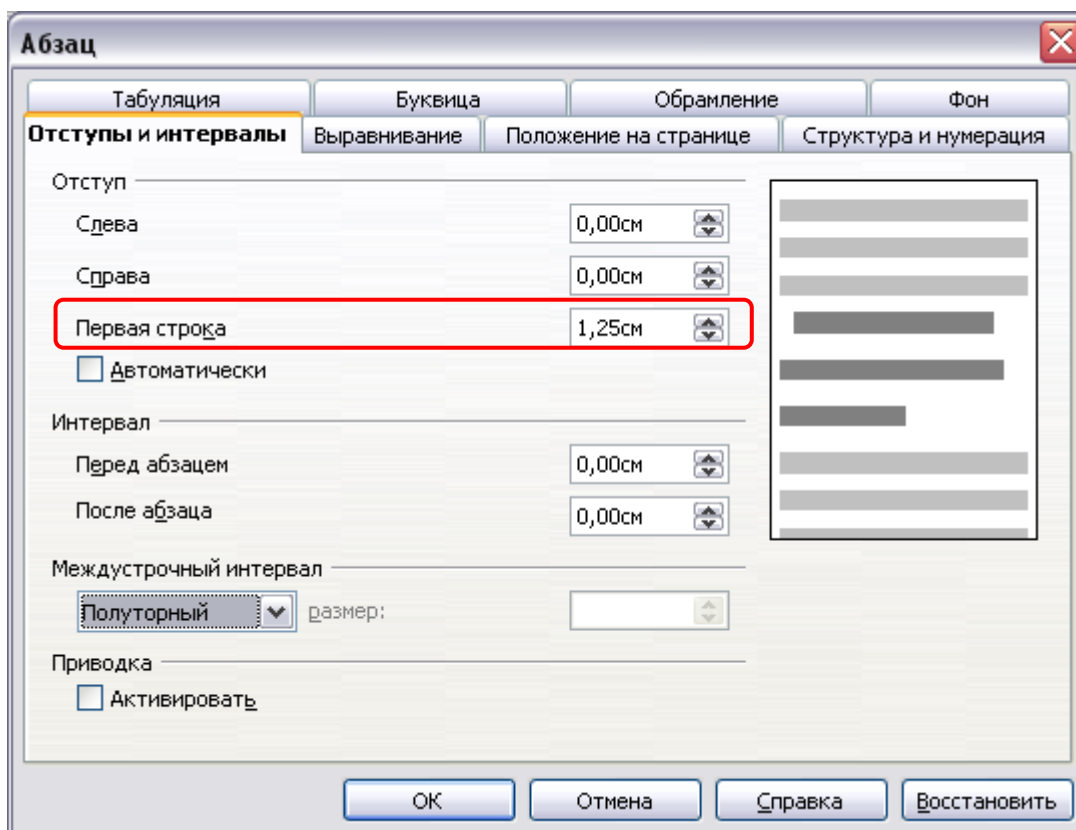 Абзац
Табуляция Буквица Обрамление Фон
Отступы и интервалы Выравнивание Положение на странице Структура и нумерация
Отступ
Слева 0,00см
Справа 0,00см
Первая строка 1,25см
Автоматически
Интервал
Перед абзацем 0,00см
После абзаца 0,00см
Междустрочный интервал
Полуторный размер:
Приводка
Активировать
ОК Отмена Справка Восстановить